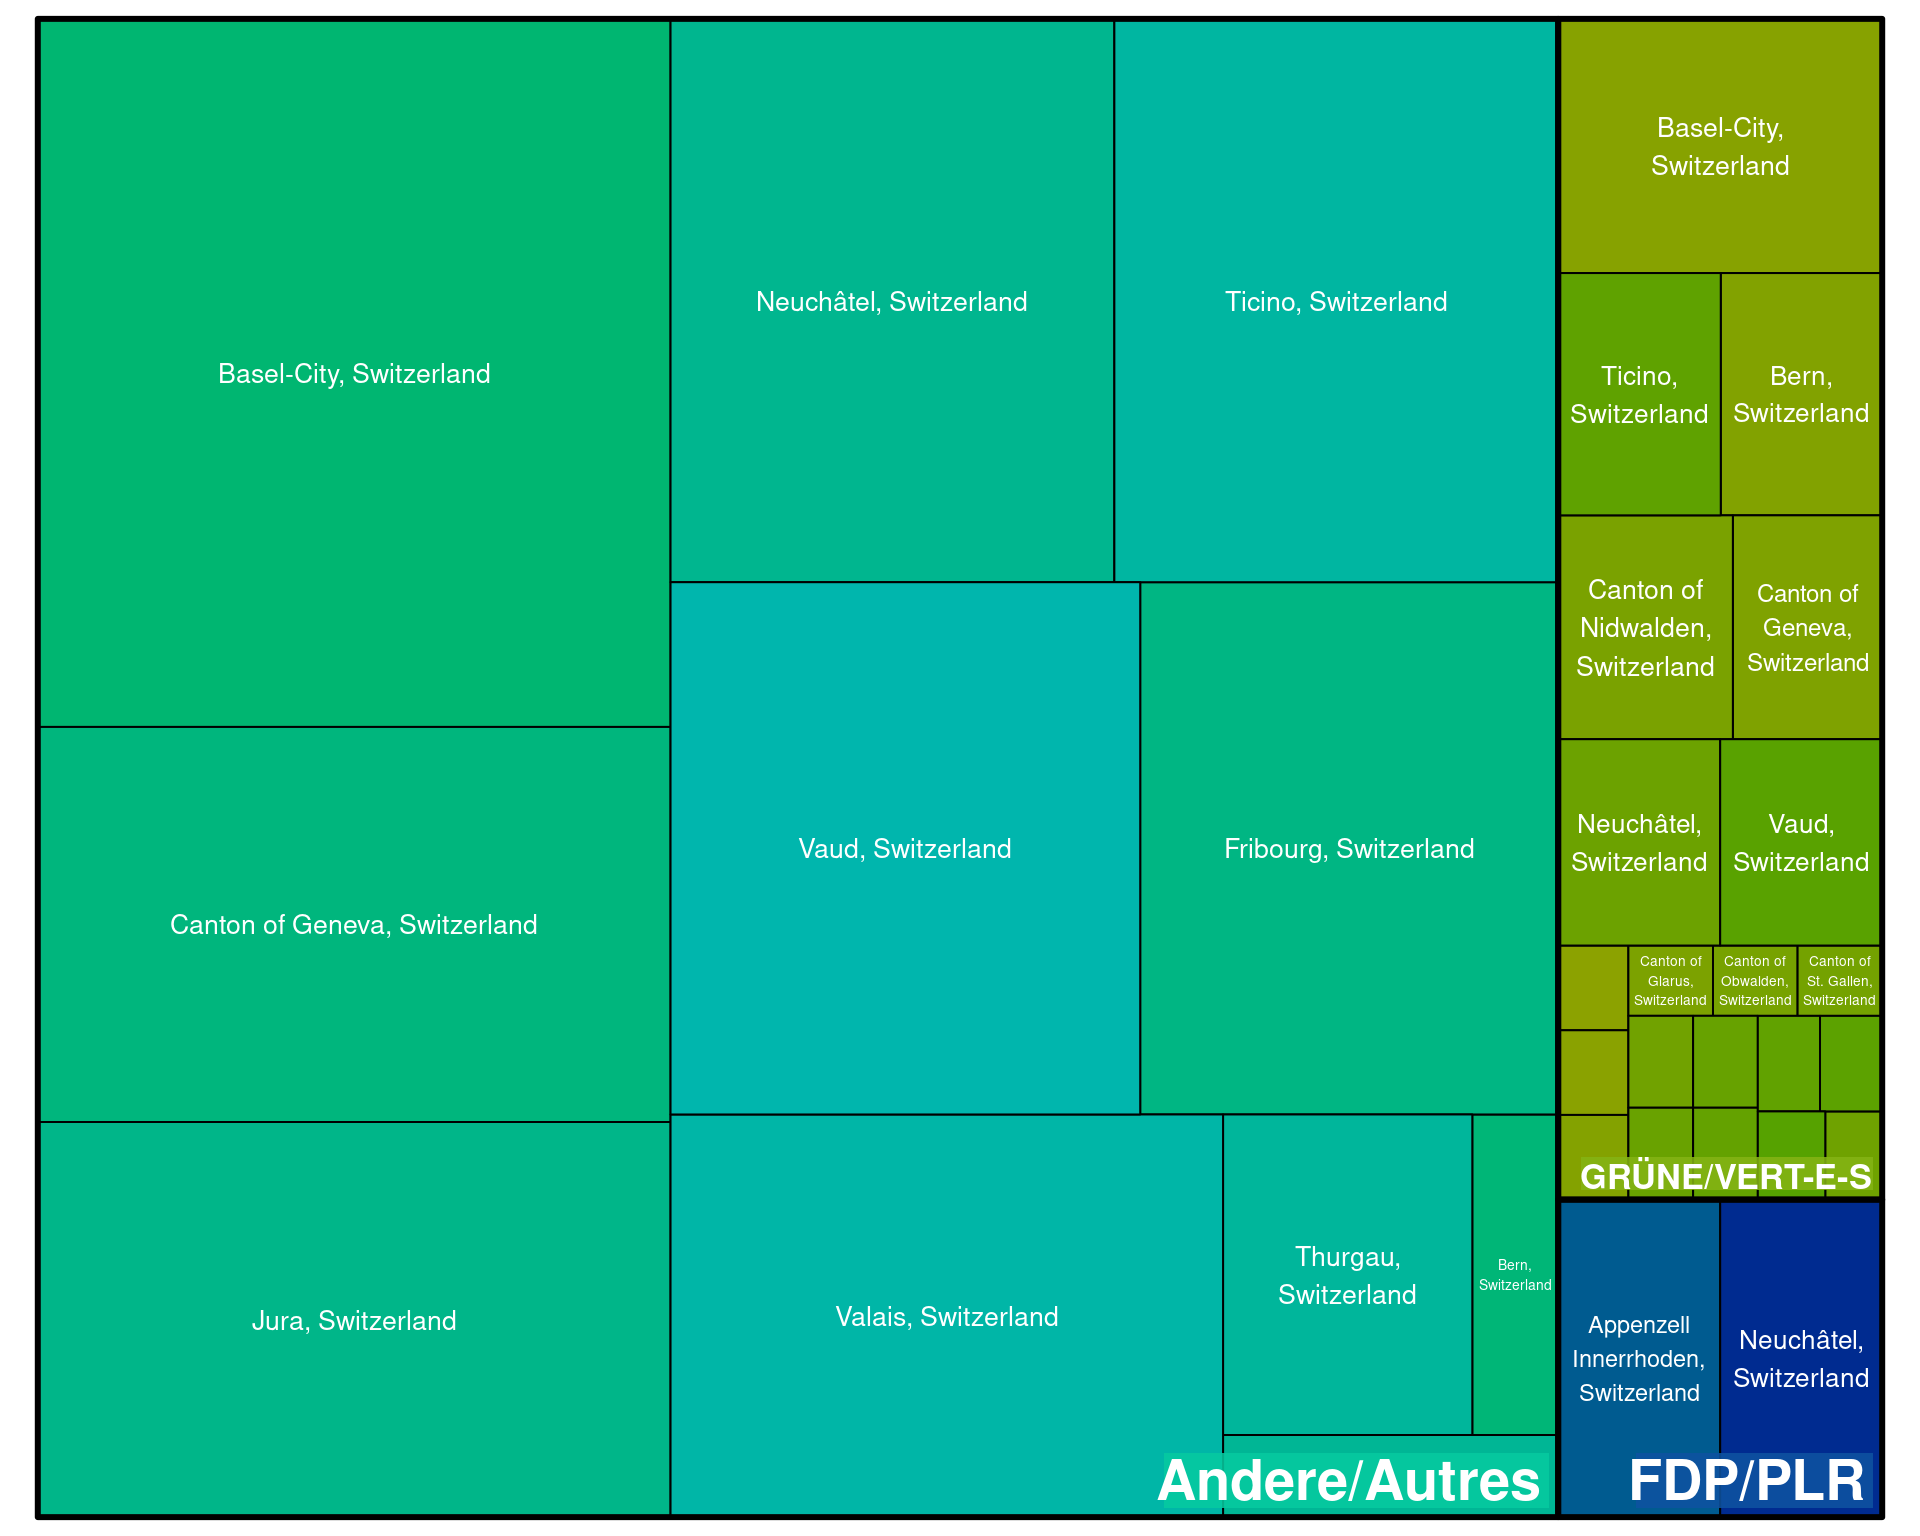 Basel-City, Switzerland
Canton of Geneva, Switzerland
Jura, Switzerland
Neuchâtel, Switzerland
Ticino, Switzerland
Vaud, Switzerland
Fribourg, Switzerland
Valais, Switzerland
Thurgau,
Switzerland
Bern,
Switzerland
Andere/Autres
Basel-City,
Switzerland
Ticino,
Switzerland
Bern,
Switzerland
Canton of
Nidwalden,
Switzerland
Canton of
Geneva,
Switzerland
Neuchâtel,
Switzerland
Vaud,
Switzerland
Canton of
Glarus,
Switzerland
Canton of
Obwalden,
Switzerland
Canton of
St. Gallen,
Switzerland
GRÜNE/VERT-E-S
Appenzell
Innerrhoden,
Switzerland
Neuchâtel,
Switzerland
FDP/PLR